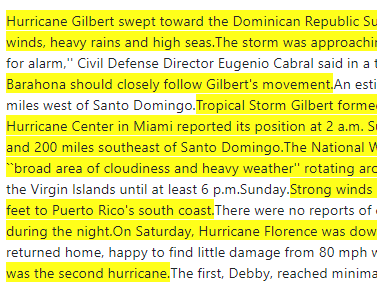 Hurricane Gilbert swept toward the Dominican Republic Su
winds, heavy rains and high seas.The storm was approachi
for alarm,'' Civil Defense Director Eugenio Cabral said in a t
Barahona should closely follow Gilbert's movement.An esti
miles west of Santo Domingo.Tropical Storm Gilbert forme
Hurricane Center in Miami reported its position at 2 a.m. S
and 200 miles southeast of Santo Domingo.The National W
``broad area of cloudiness and heavy weather'' rotating aro
the Virgin Islands until at least 6 p.m.Sunday.Strong winds
feet to Puerto Rico's south coast.There were no reports of
during the night.On Saturday, Hurricane Florence was dow
returned home, happy to find little damage from 80 mph w
was the second hurricane.The first, Debby, reached minima